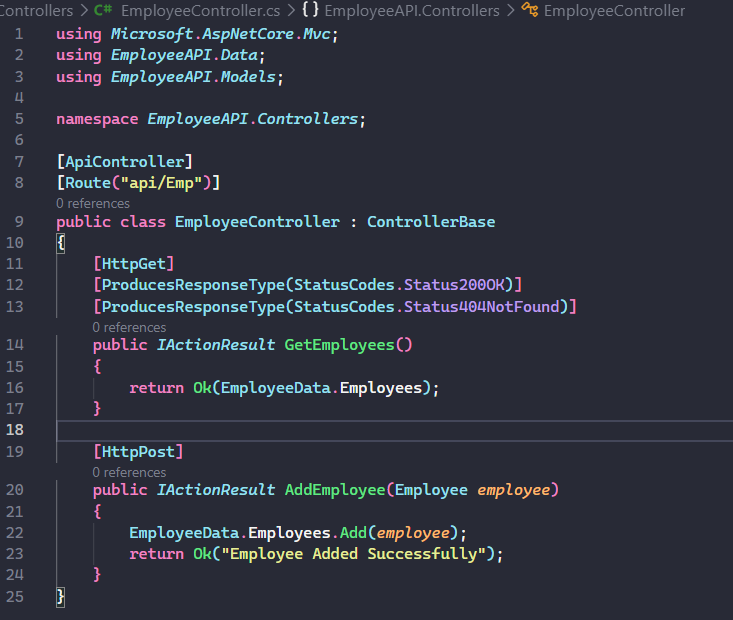 Controllers > C# EmployeeController.cs > {} EmployeeAPI.Controllers > EmployeeController
1 using Microsoft.AspNetCore.Mvc;
2 using EmployeeAPI.Data;
3 using EmployeeAPI.Models;
4
5 namespace EmployeeAPI.Controllers;
6
7 [ApiController]
8 [Route("api/Emp")]
0 references
9 public class EmployeeController : ControllerBase
10 {
11 [HttpGet]
12 [ProducesResponseType(StatusCodes.Status200OK)]
13 [ProducesResponseType(StatusCodes.Status404NotFound)]
0 references
14 public IActionResult GetEmployees()
15 {
16 return Ok(EmployeeData.Employees);
17 }
18
19 [HttpPost]
0 references
20 public IActionResult AddEmployee(Employee employee)
21 {
22 EmployeeData.Employees.Add(employee);
23 return Ok("Employee Added Successfully");
24 }
25 }